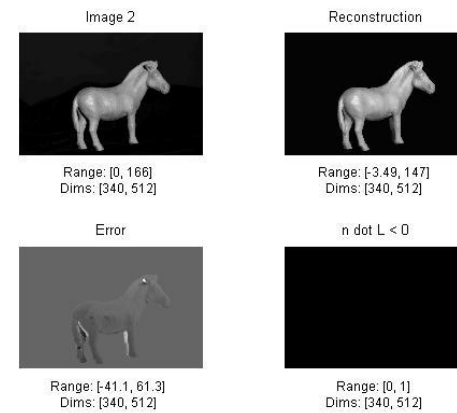 Image 2
Reconstruction
Range: [0, 166]
Dims: [340, 512]
Range: [-3.49, 147]
Dims: [340, 512]
Error
n dot L < 0
Range: [-41.1, 61.3]
Dims: [340, 512]
Range: [0, 1]
Dims: [340, 512]